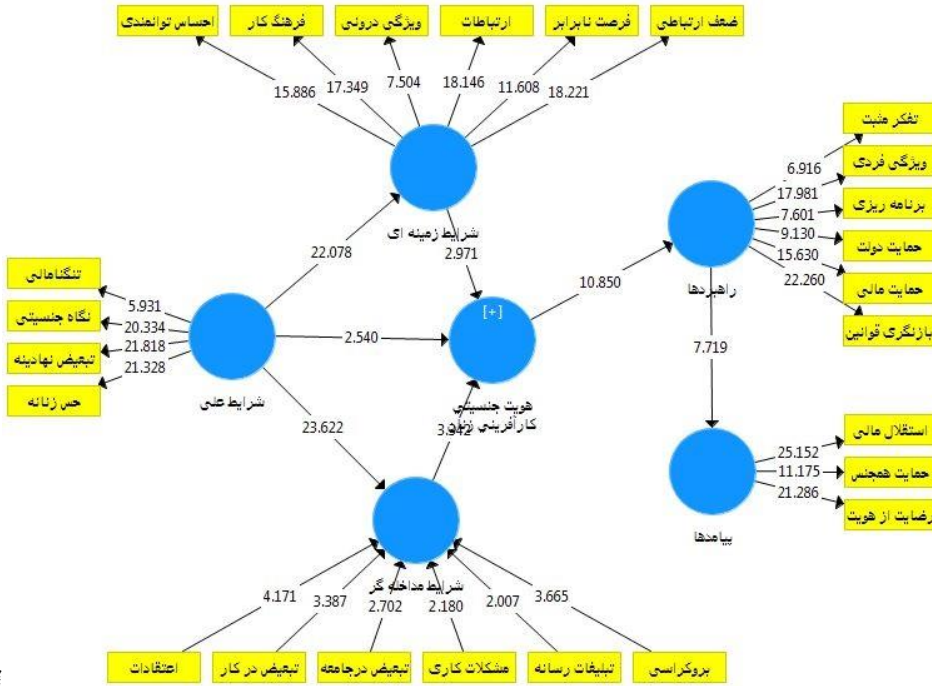 احساس توانمندی
فرهنگ کار
ویژگی درونی
ارتباطات
فرصت نابرابر
ضعف ارتباطی
15.886
17.349
7.504
18.146
11.608
18.221
شرایط زمینه ای
22.078
2.971
تنگنامالی
نگاه جنسیتی
تبعیض نهادینه
حس زنانه
5.931
20.334
21.818
21.328
شرایط علی
2.540
23.622
[+]
هویت جنسیتی
کارآفرینی زنان
3.342
10.850
تفکر مثبت
ویژگی فردی
برنامه ریزی
حمایت دولت
حمایت مالی
بازنگری قوانین
6.916
17.981
7.601
9.130
15.630
22.260
راهبردها
7.719
استقلال مالی
حمایت همجنس
رضایت از هویت
25.152
11.175
21.286
پیامدها
شرایط مداخله گر
4.171
3.387
2.702
2.180
2.007
3.665
اعتقادات
تبعیض در کار
تبعیض درجامعه
مشکلات کاری
تبلیغات رسانه
بروکراسی